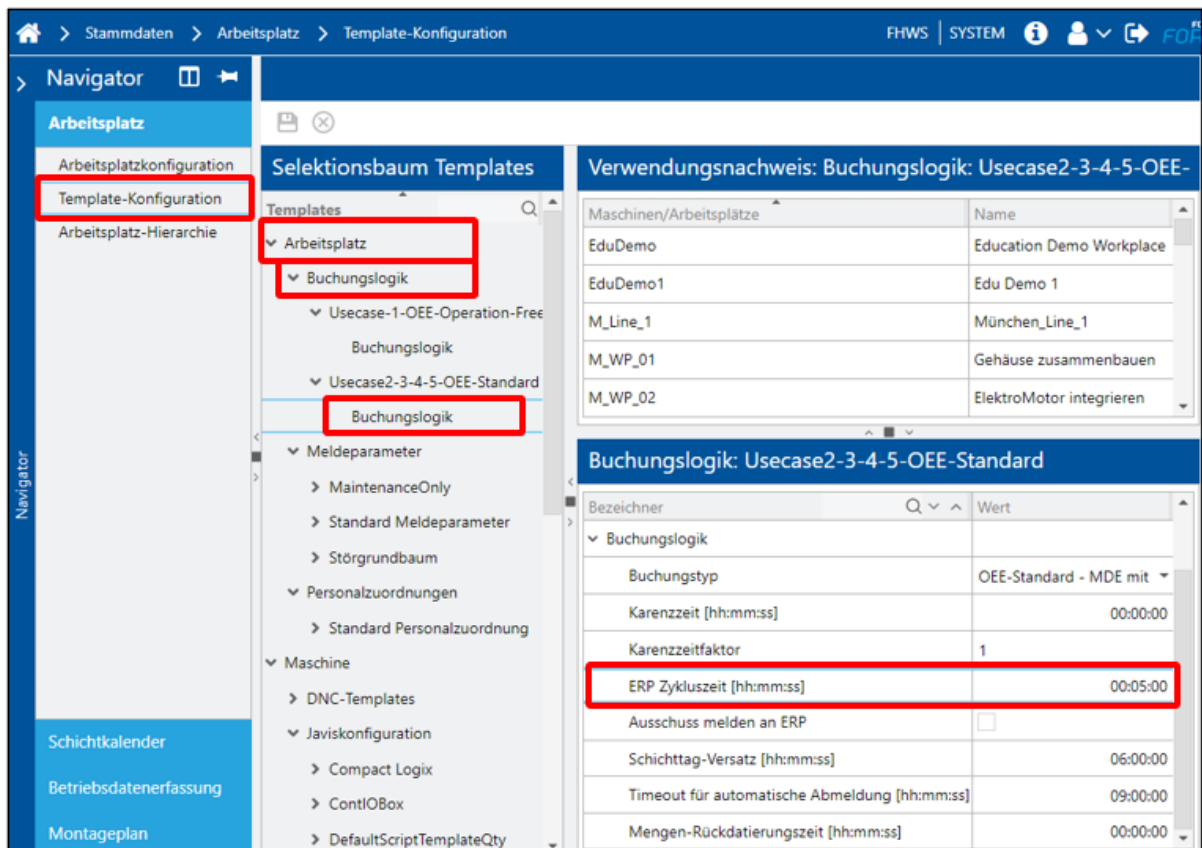 Stammdaten > Arbeitsplatz > Template-Konfiguration
FHWS | SYSTEM
Navigator
Arbeitsplatz
Arbeitsplatzkonfiguration
Template-Konfiguration
Arbeitsplatz-Hierarchie
Navigator
Schichtkalender
Betriebsdatenerfassung
Montageplan
Selektionsbaum Templates
Templates
Arbeitsplatz
Buchungslogik
Usecase-1-OEE-Operation-Free
Buchungslogik
Usecase2-3-4-5-OEE-Standard
Buchungslogik
Meldeparameter
MaintenanceOnly
Standard Meldeparameter
Störgrundbaum
Personalzuordnungen
Standard Personalzuordnung
Maschine
DNC-Templates
Javiskonfiguration
Compact Logix
ContIOBox
DefaultScriptTemplateQty
Verwendungsnachweis: Buchungslogik: Usecase2-3-4-5-OEE-
Maschinen/Arbeitsplätze Name
EduDemo Education Demo Workplace
EduDemo1 Edu Demo 1
M_Line_1 München_Line_1
M_WP_01 Gehäuse zusammenbauen
M_WP_02 ElektroMotor integrieren
Buchungslogik: Usecase2-3-4-5-OEE-Standard
Bezeichner Wert
Buchungslogik
Buchungstyp OEE-Standard - MDE mit
Karenzzeit [hh:mm:ss] 00:00:00
Karenzzeitfaktor 1
ERP Zykluszeit [hh:mm:ss] 00:05:00
Ausschuss melden an ERP
Schichttag-Versatz [hh:mm:ss] 06:00:00
Timeout für automatische Abmeldung [hh:mm:ss] 09:00:00
Mengen-Rückdatierungszeit [hh:mm:ss] 00:00:00